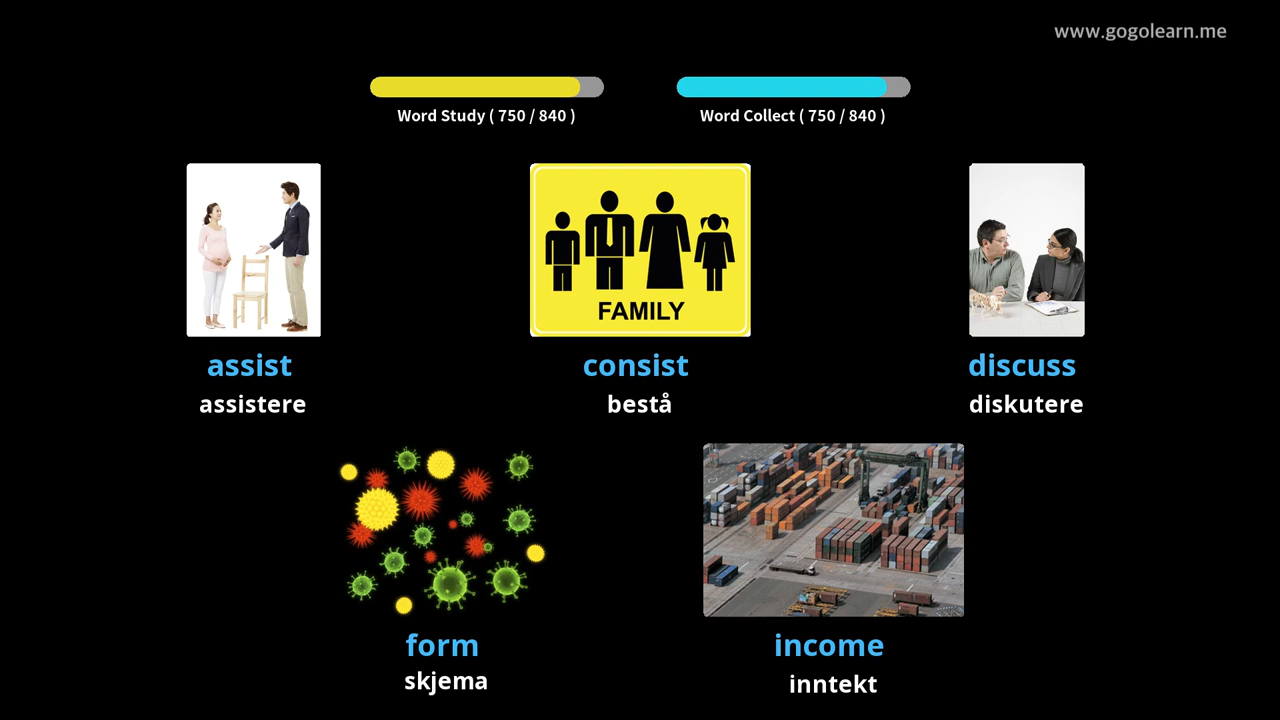 www.gogolearn.me
Word Study ( 750 / 840 )
Word Collect ( 750 / 840 )
FAMILY
assist
consist
discuss
assistere
bestå
diskutere
form
income
skjema
inntekt